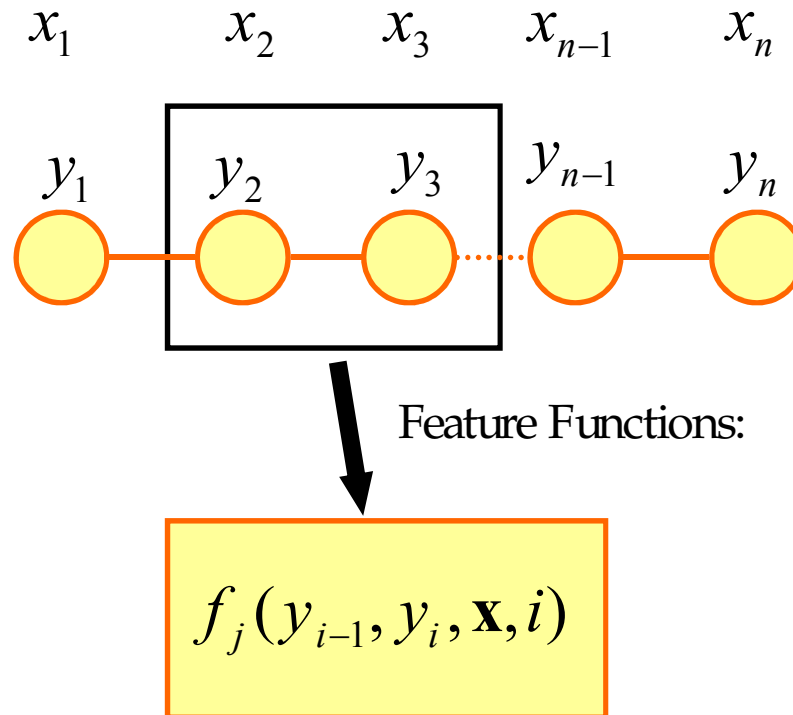 x₁ x₂ x₃ xₙ₋₁ xₙ
y₁ y₂ y₃ yₙ₋₁ yₙ
Feature Functions:
fⱼ(yᵢ₋₁, yᵢ, 𝐱, i)